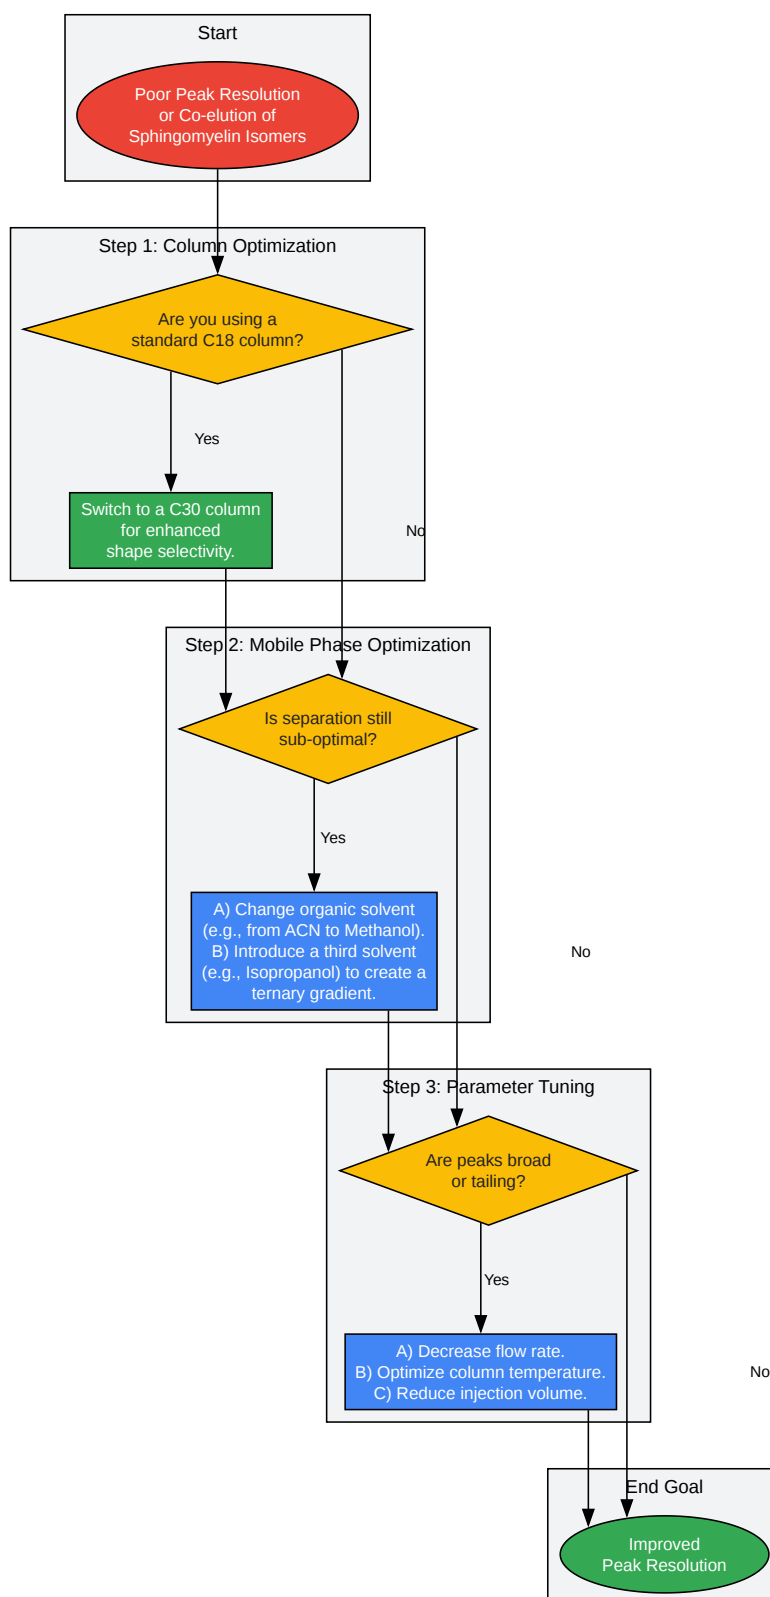 Start
Poor Peak Resolution
or Co-elution of
Sphingomyelin Isomers
Step 1: Column Optimization
Are you using a
standard C18 column?
Yes
Switch to a C30 column
for enhanced
shape selectivity.
No
Step 2: Mobile Phase Optimization
Is separation still
sub-optimal?
Yes
A) Change organic solvent
(e.g., from ACN to Methanol).
B) Introduce a third solvent
(e.g., Isopropanol) to create a
ternary gradient.
No
Step 3: Parameter Tuning
Are peaks broad
or tailing?
Yes
A) Decrease flow rate.
B) Optimize column temperature.
C) Reduce injection volume.
No
End Goal
Improved
Peak Resolution